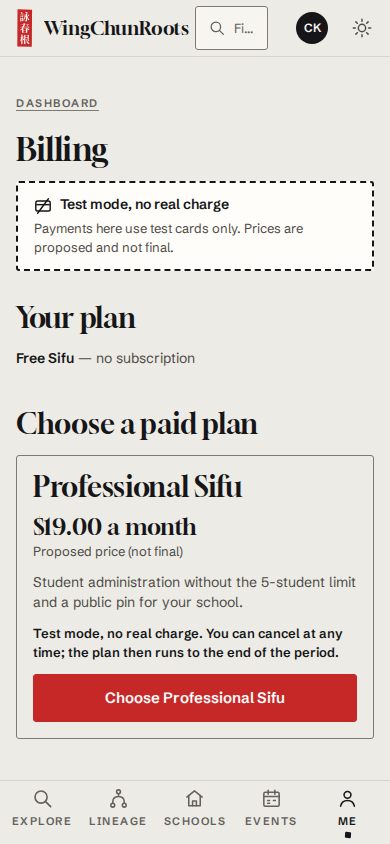 詠春根
WingChunRoots
Fi...
CK
DASHBOARD
Billing
Test mode, no real charge
Payments here use test cards only. Prices are
proposed and not final.
Your plan
Free Sifu — no subscription
Choose a paid plan
Professional Sifu
$19.00 a month
Proposed price (not final)
Student administration without the 5-student limit
and a public pin for your school.
Test mode, no real charge. You can cancel at any
time; the plan then runs to the end of the period.
Choose Professional Sifu
EXPLORE
LINEAGE
SCHOOLS
EVENTS
ME